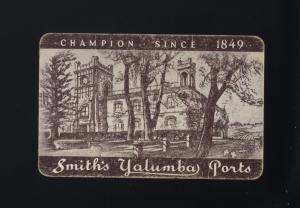 CHAMPION SINCE 1849
Smith's Yalumba Ports